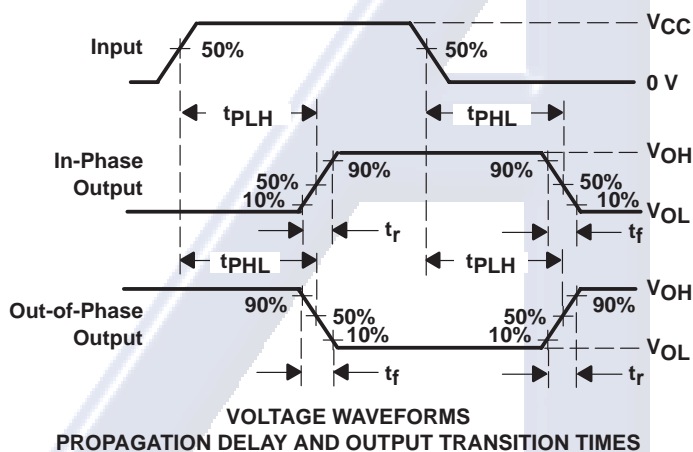 VCC
Input
50%
50%
0 V
tPLH
tPHL
In-Phase
Output
VOH
90%
90%
50%
50%
10%
10%
VOL
tr
tf
tPHL
tPLH
Out-of-Phase
Output
VOH
90%
90%
50%
50%
10%
10%
VOL
tf
tr
VOLTAGE WAVEFORMS
PROPAGATION DELAY AND OUTPUT TRANSITION TIMES